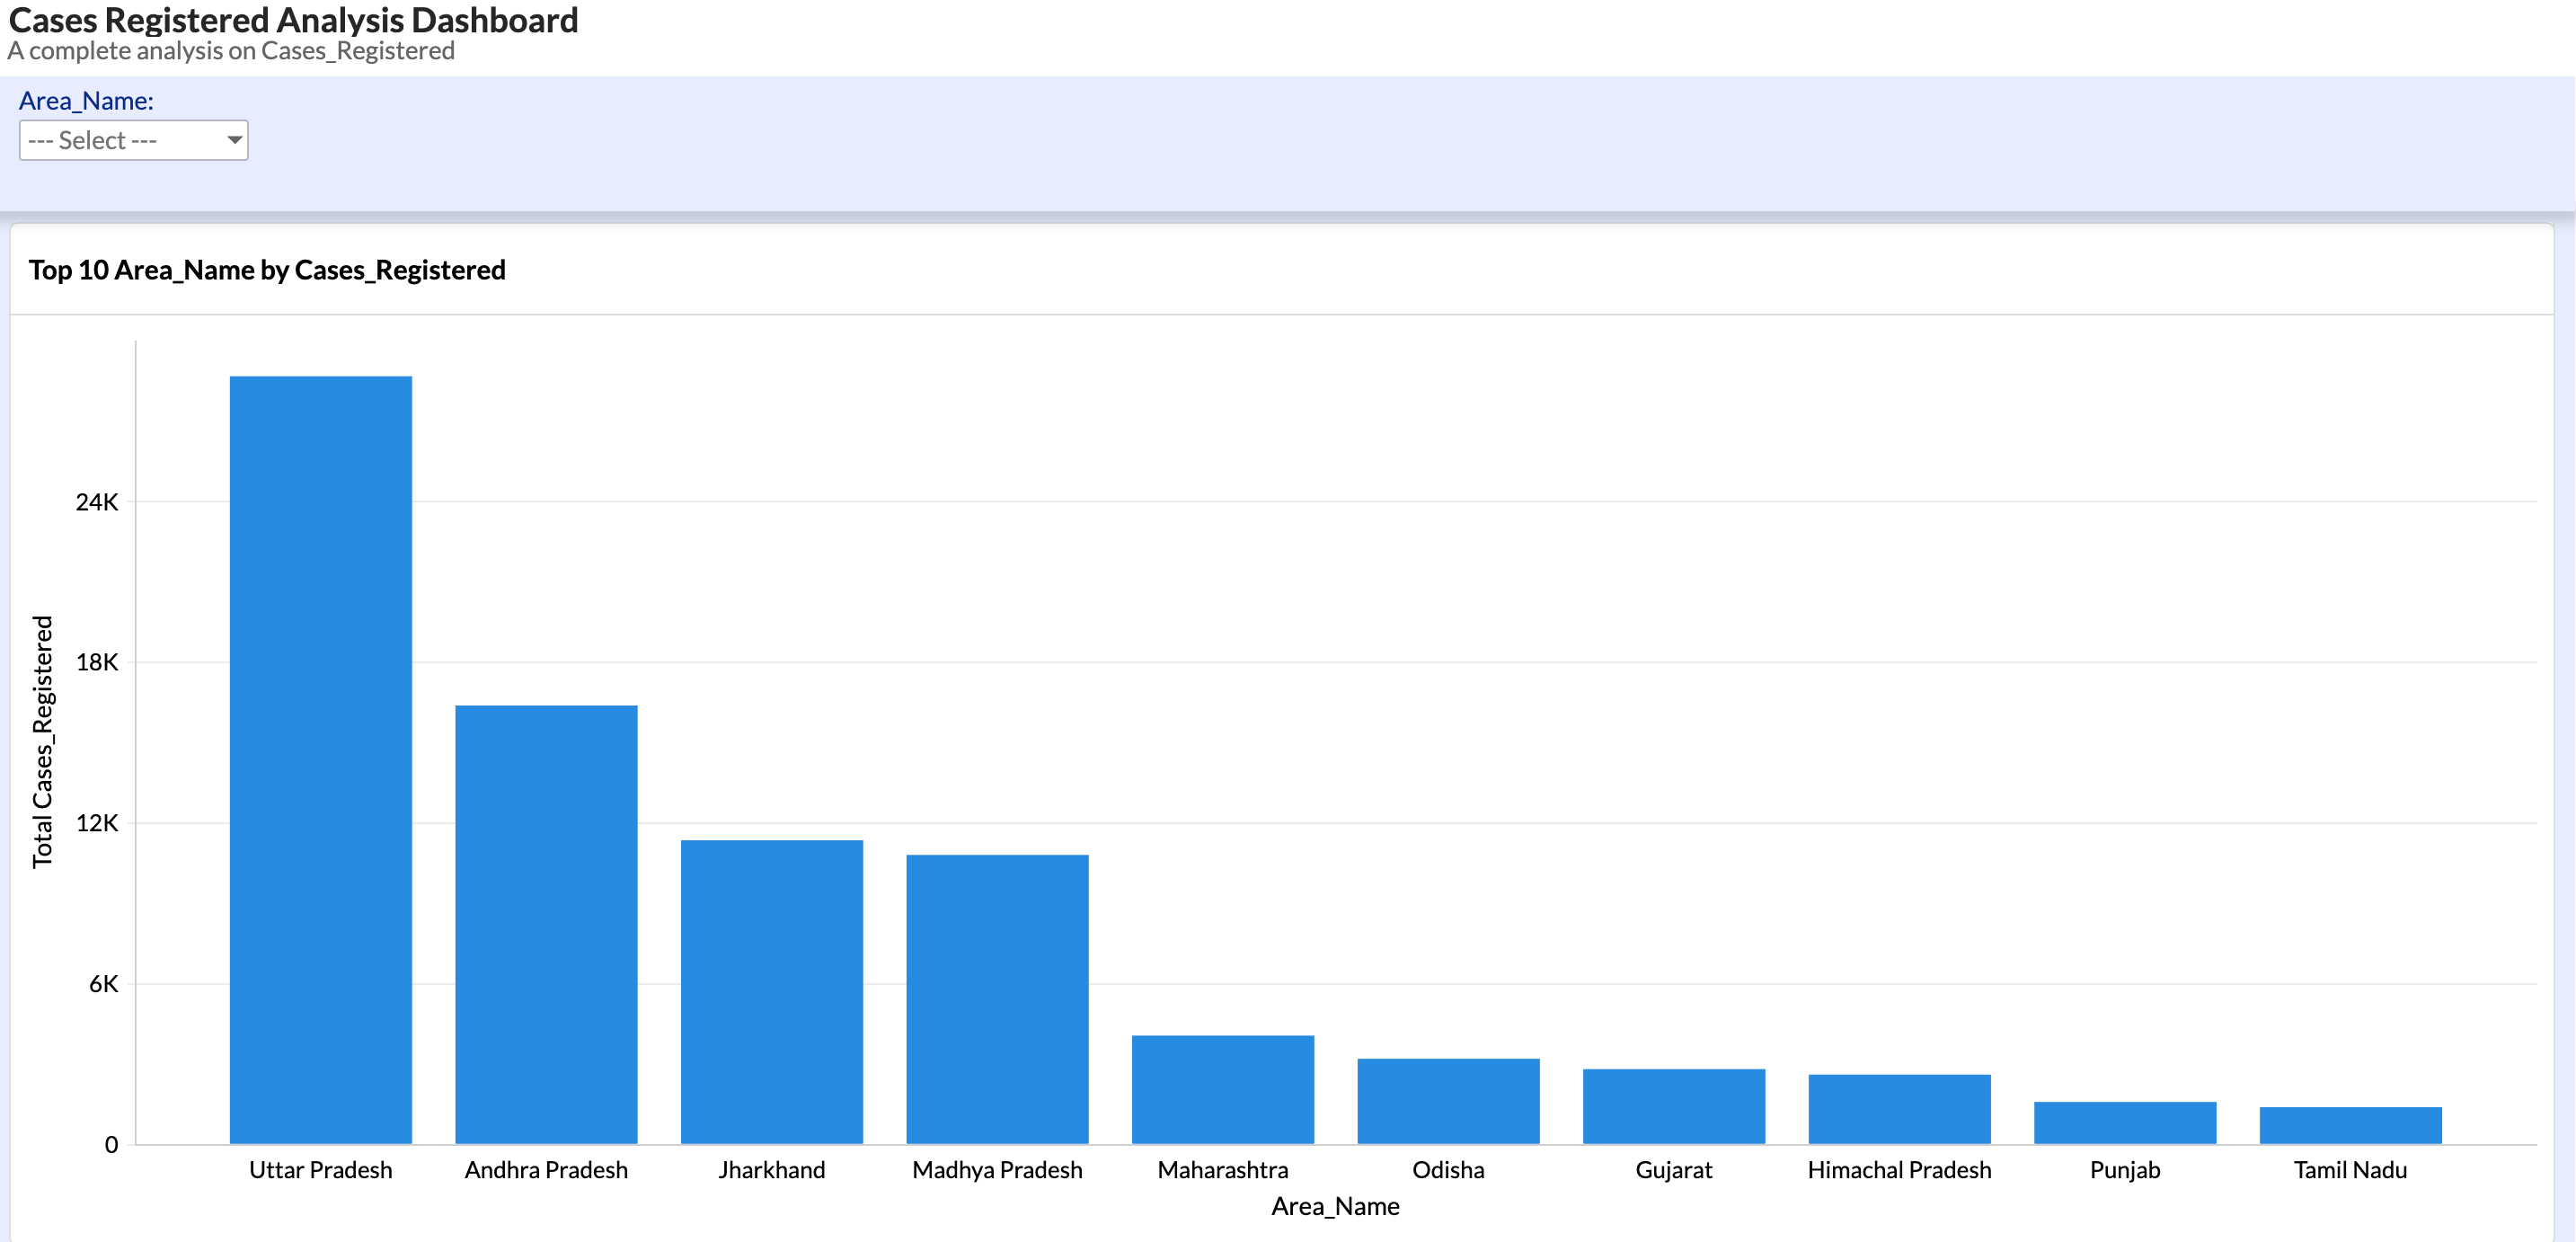 Cases Registered Analysis Dashboard
A complete analysis on Cases_Registered
Area_Name:
--- Select ---
Top 10 Area_Name by Cases_Registered
Total Cases_Registered
24K
18K
12K
6K
0
Uttar Pradesh Andhra Pradesh Jharkhand Madhya Pradesh Maharashtra Odisha Gujarat Himachal Pradesh Punjab Tamil Nadu
Area_Name